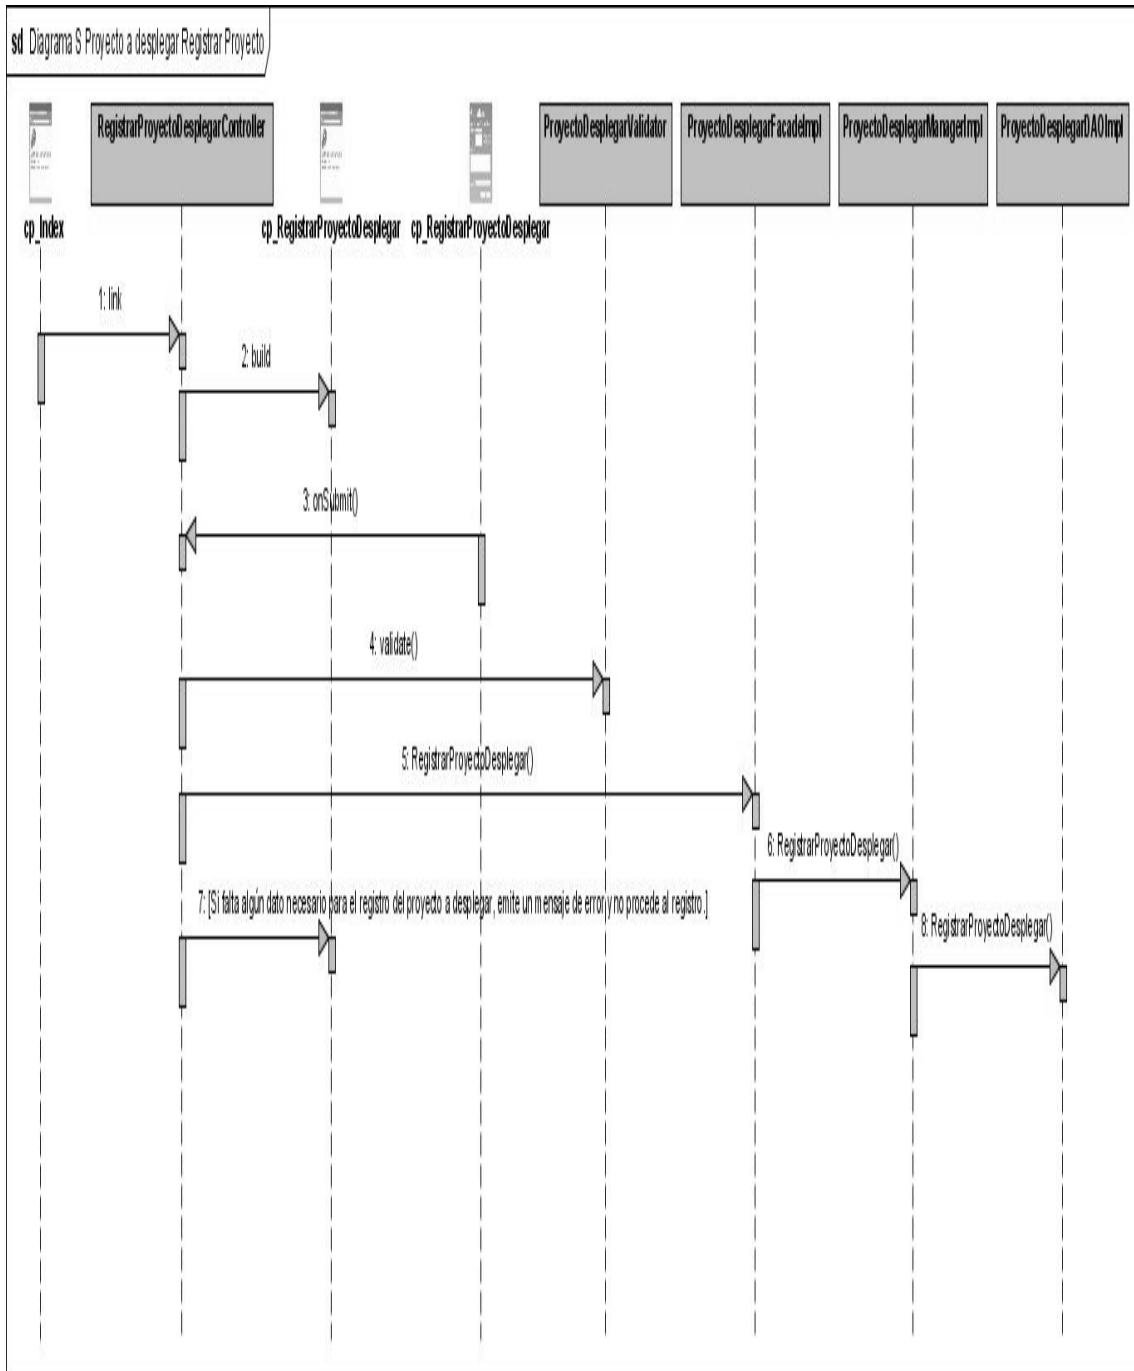 sd Diagrama S Proyecto a desplegar Registrar Proyecto
RegistrarProyectoDesplegarController
ProyectoDesplegarValidator
ProyectoDesplegarFacadeImpl
ProyectoDesplegarManagerImpl
ProyectoDesplegarDAOImpl
cp_Index
cp_RegistrarProyectoDesplegar
cp_RegistrarProyectoDesplegar
1: link
2: build
3: onSubmit()
4: validate()
5: RegistrarProyectoDesplegar()
6: RegistrarProyectoDesplegar()
7: [Si falta algún dato necesario para el registro del proyecto a desplegar, emite un mensaje de error y no procede al registro.]
8: RegistrarProyectoDesplegar()